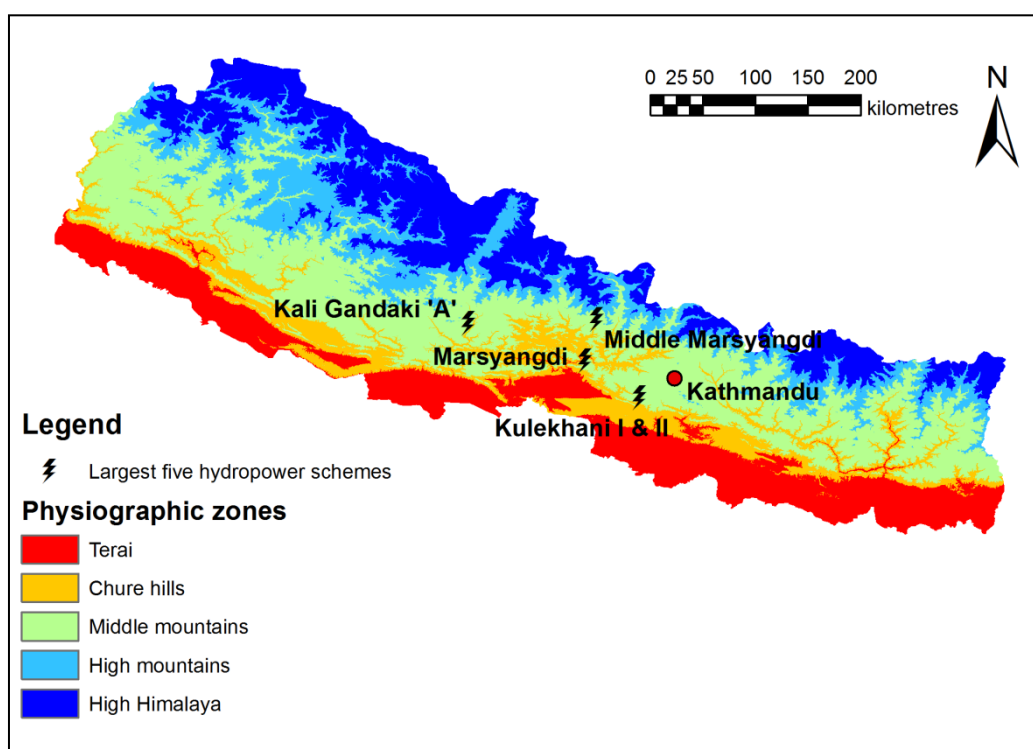 0 25 50 100 150 200
kilometres
N
Kali Gandaki 'A'
Middle Marsyangdi
Marsyangdi
Kathmandu
Kulekhani I & II
Legend
Largest five hydropower schemes
Physiographic zones
Terai
Chure hills
Middle mountains
High mountains
High Himalaya